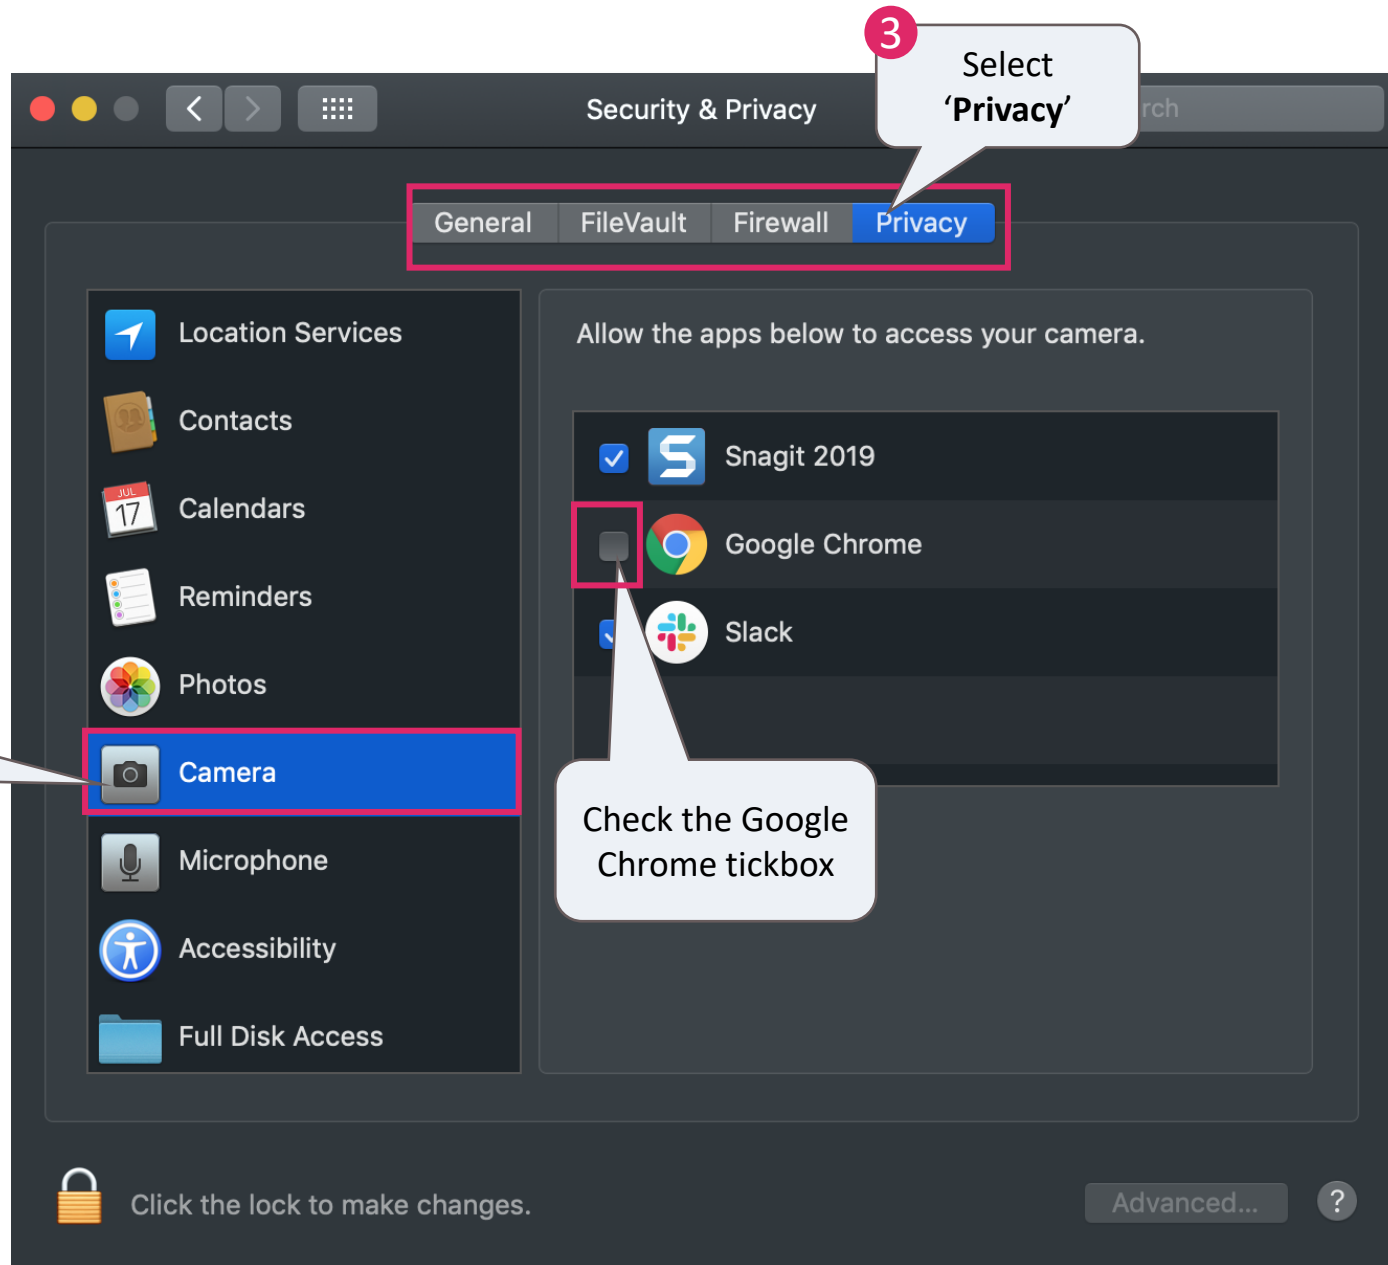 3
Select
‘Privacy’
Security & Privacy
rch
General
FileVault
Firewall
Privacy
Location Services
Contacts
JUL
17
Calendars
Reminders
Photos
Camera
Microphone
Accessibility
Full Disk Access
Allow the apps below to access your camera.
S
Snagit 2019
Google Chrome
Slack
Check the Google
Chrome tickbox
Click the lock to make changes.
Advanced...
?